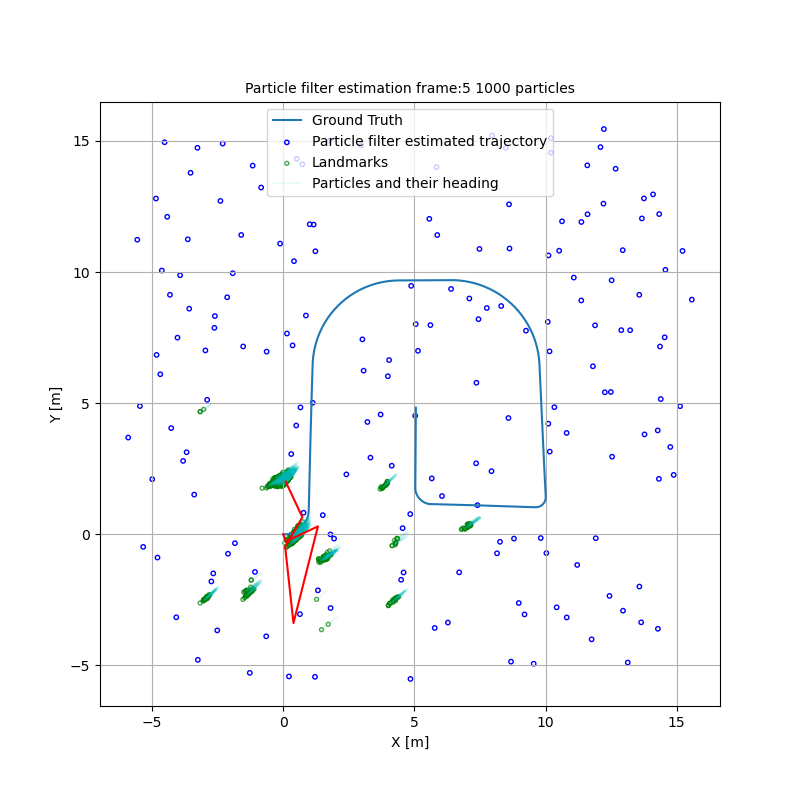 Particle filter estimation frame:5 1000 particles
Ground Truth
Particle filter estimated trajectory
Landmarks
Particles and their heading
15
10
5
0
−5
Y [m]
−5 0 5 10 15
X [m]